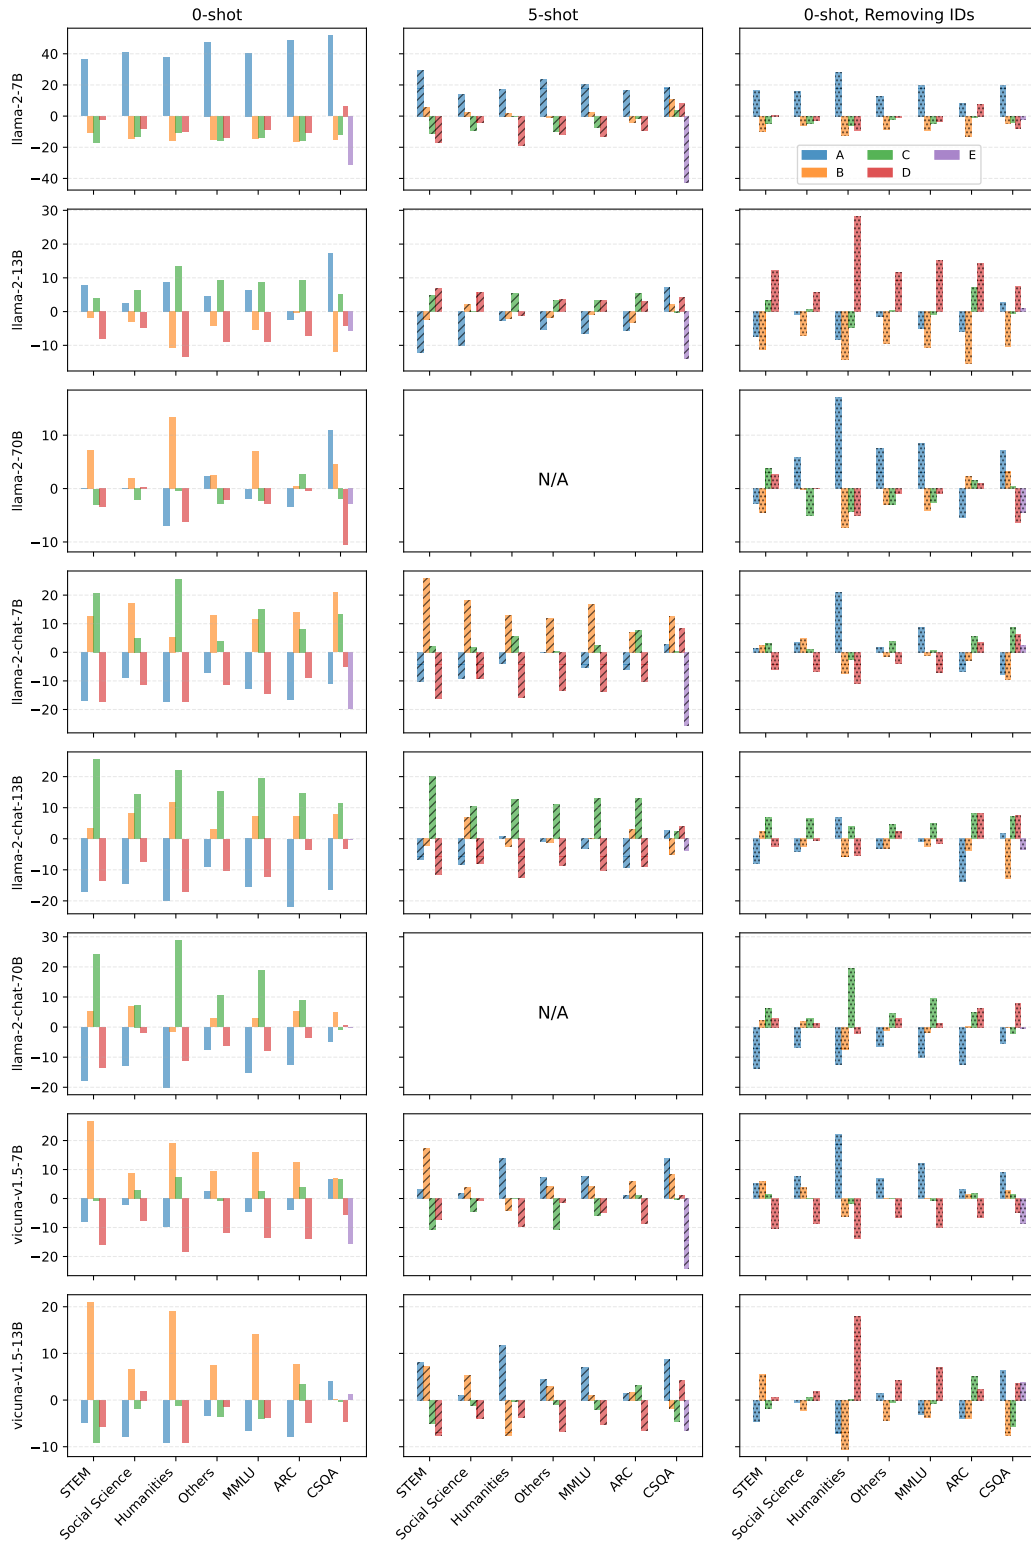 0-shot
5-shot
0-shot, Removing IDs
llama-2-7B
40
20
0
−20
−40
A
C
E
B
D
llama-2-13B
30
20
10
0
−10
llama-2-70B
10
0
−10
N/A
llama-2-chat-7B
20
10
0
−10
−20
llama-2-chat-13B
20
10
0
−10
−20
llama-2-chat-70B
30
20
10
0
−10
−20
N/A
vicuna-v1.5-7B
20
10
0
−10
−20
vicuna-v1.5-13B
20
10
0
−10
STEM
Social Science
Humanities
Others
MMLU
ARC
CSQA
STEM
Social Science
Humanities
Others
MMLU
ARC
CSQA
STEM
Social Science
Humanities
Others
MMLU
ARC
CSQA